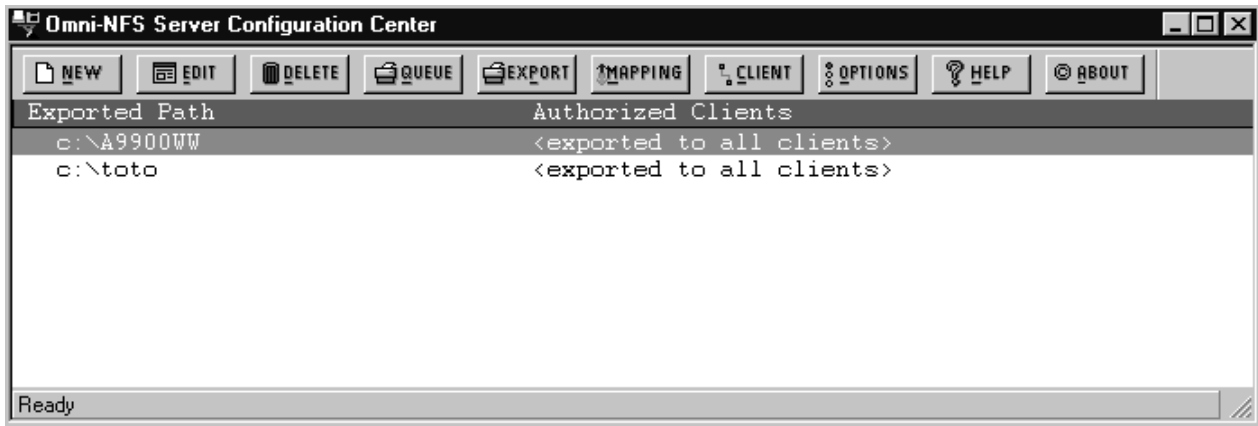 Omni-NFS Server Configuration Center
NEW EDIT DELETE QUEUE EXPORT MAPPING CLIENT OPTIONS HELP ABOUT
Exported Path Authorized Clients
c:\A9900WW <exported to all clients>
c:\toto <exported to all clients>
Ready